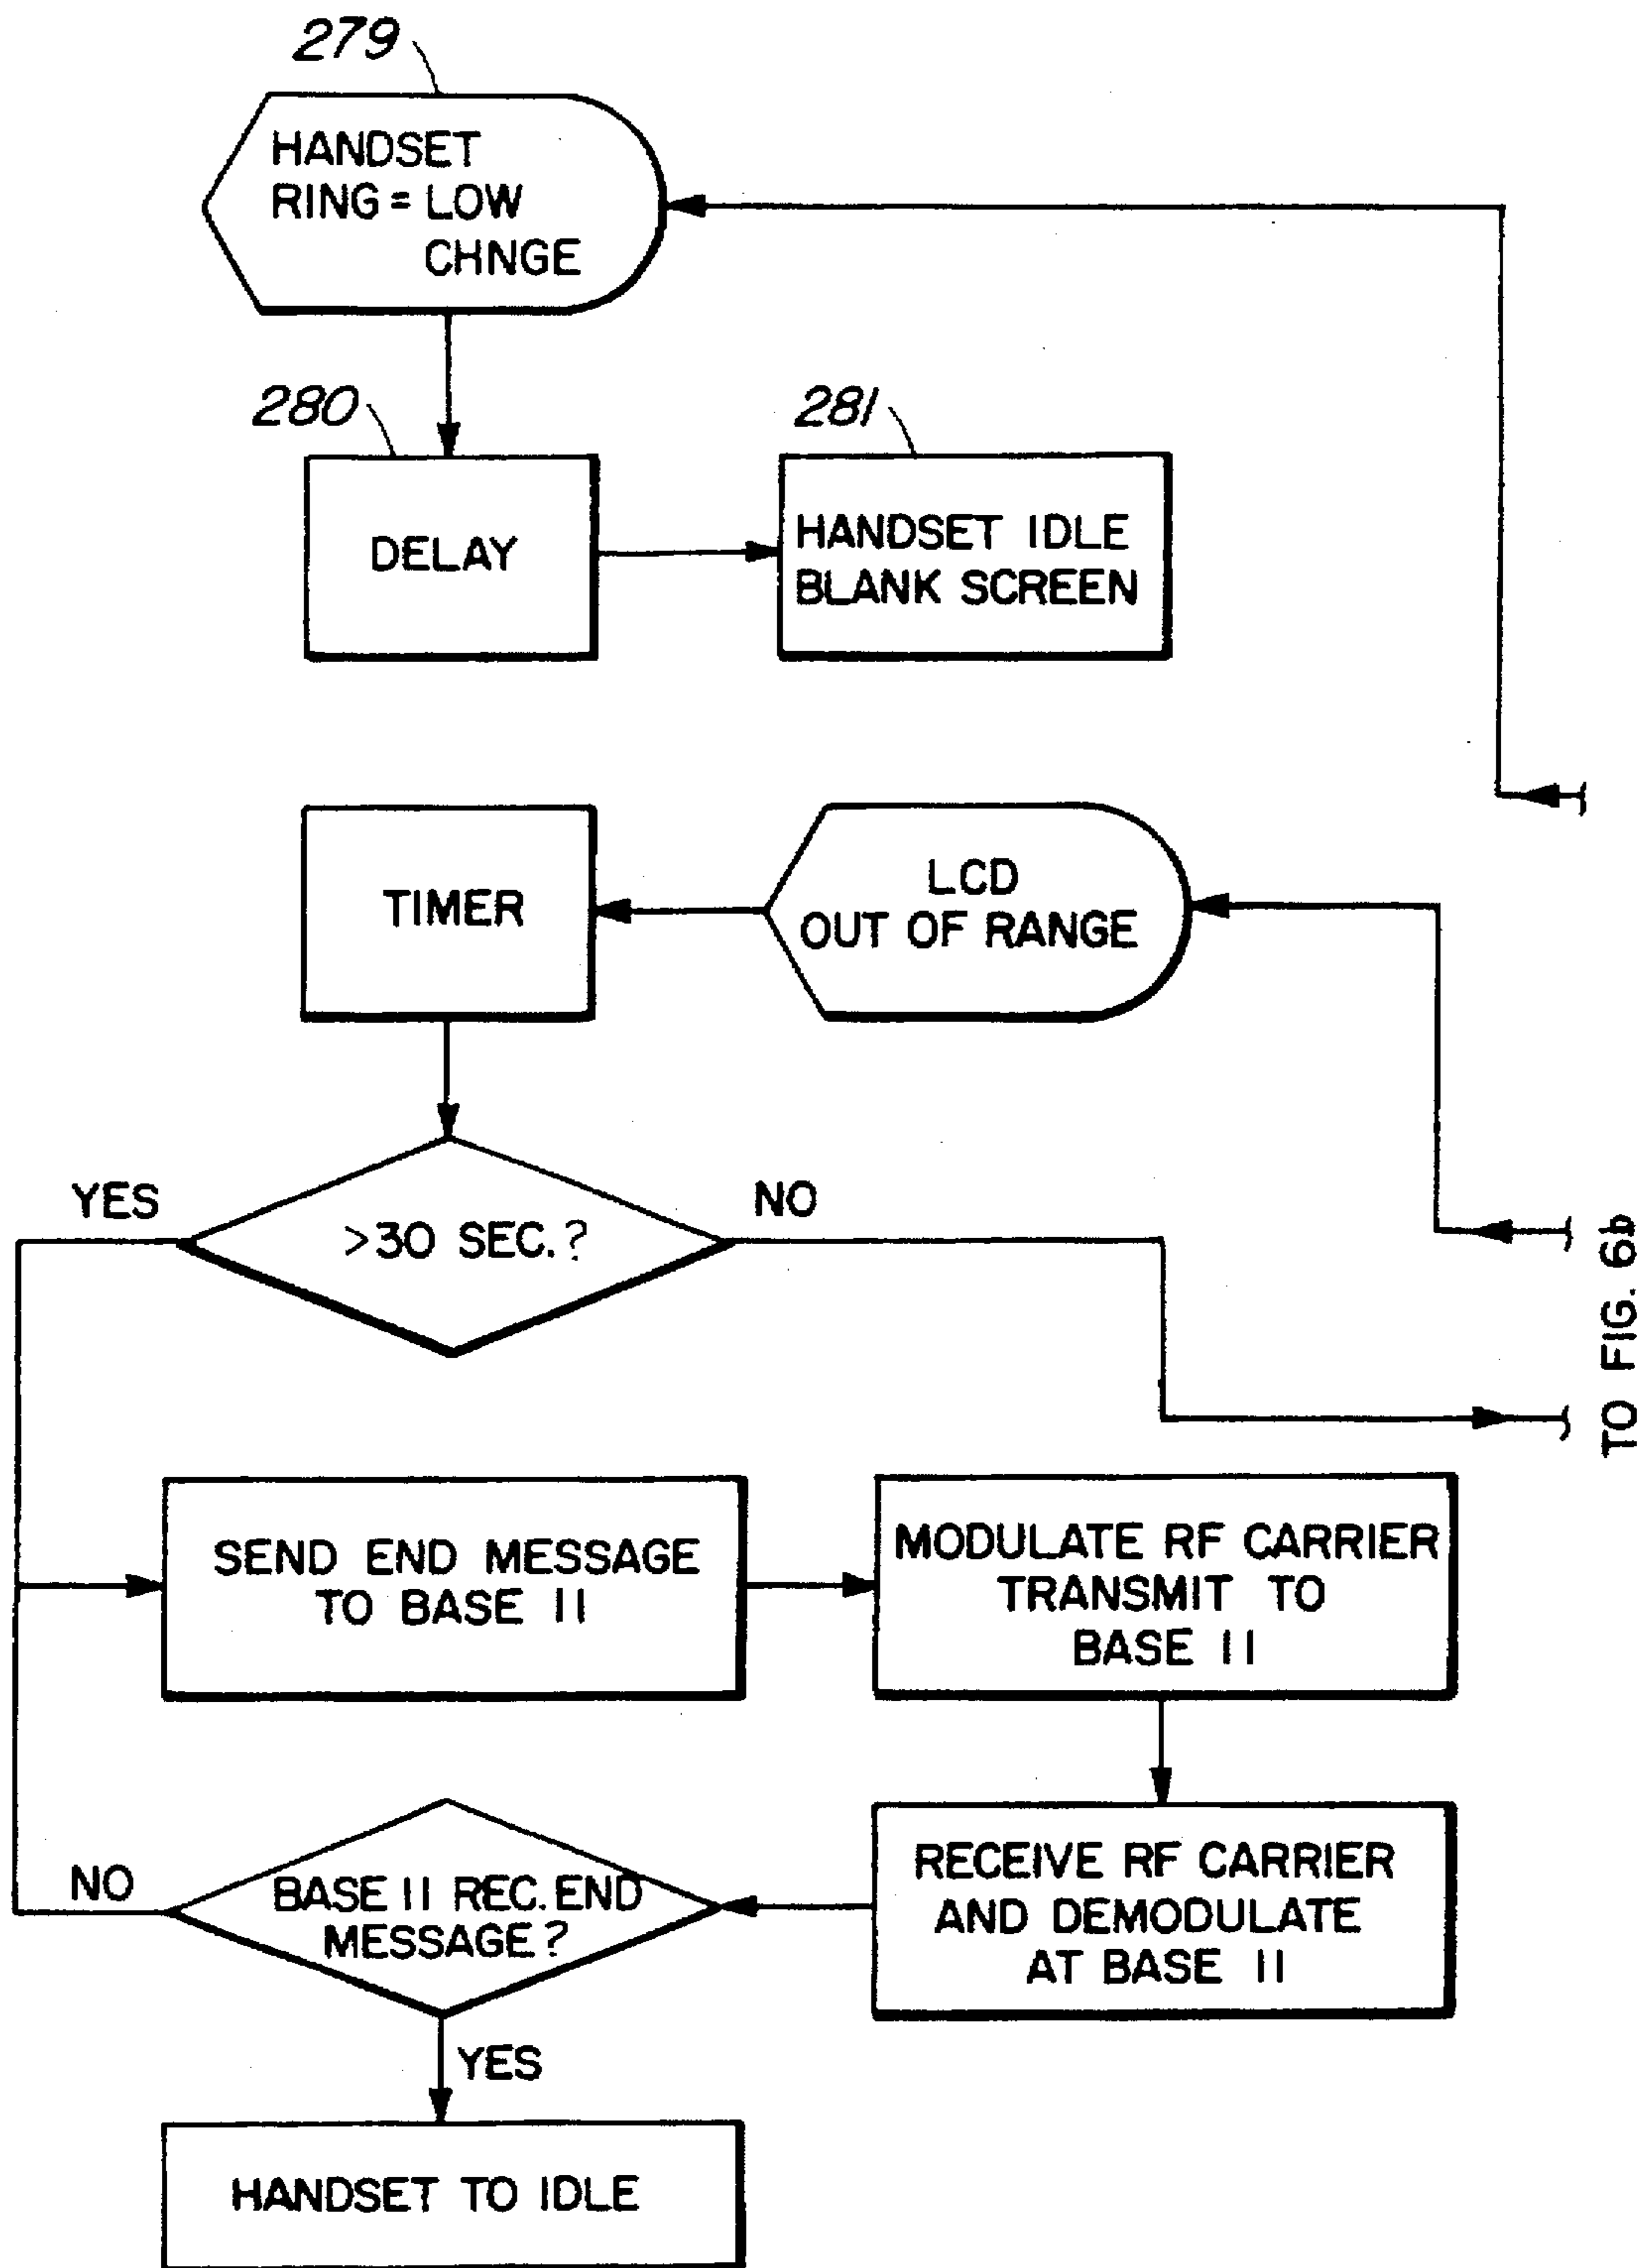 279
HANDSET
RING = LOW
CHNGE
280
DELAY
281
HANDSET IDLE
BLANK SCREEN
TIMER
LCD
OUT OF RANGE
YES
>30 SEC.?
NO
TO FIG. 6b
SEND END MESSAGE
TO BASE 11
MODULATE RF CARRIER
TRANSMIT TO
BASE 11
NO
BASE 11 REC. END
MESSAGE?
RECEIVE RF CARRIER
AND DEMODULATE
AT BASE 11
YES
HANDSET TO IDLE